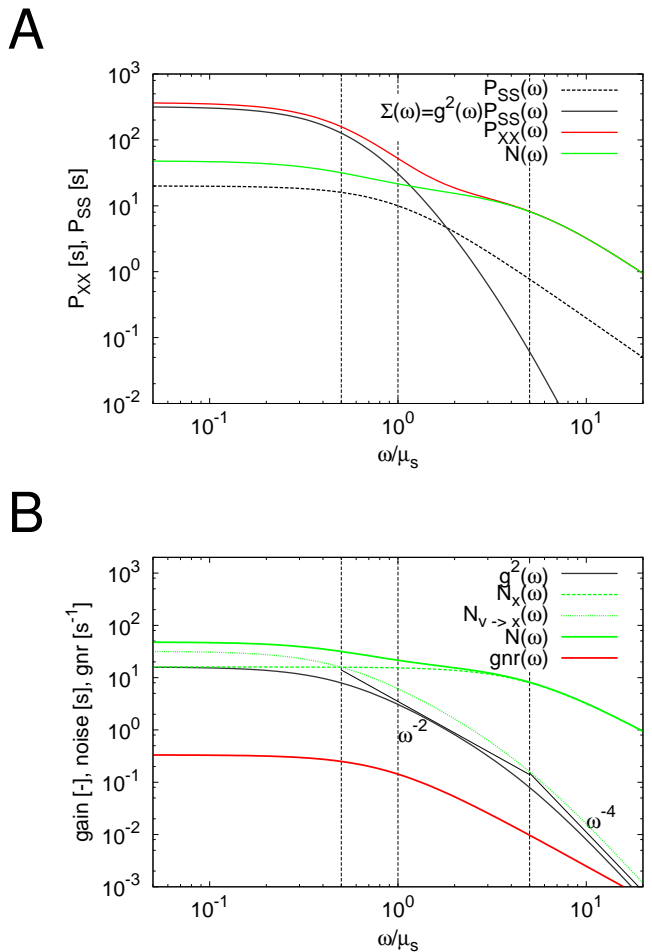 A
P_SS(ω)
Σ(ω)=g²(ω)P_SS(ω)
P_XX(ω)
N(ω)
P_XX [s], P_SS [s]
10³
10²
10¹
10⁰
10⁻¹
10⁻²
10⁻¹ 10⁰ 10¹
ω/μ_s
B
g²(ω)
N_x(ω)
N_v -> x(ω)
N(ω)
gnr(ω)
gain [-], noise [s], gnr [s⁻¹]
10³
10²
10¹
10⁰
10⁻¹
10⁻²
10⁻³
ω⁻²
ω⁻⁴
10⁻¹ 10⁰ 10¹
ω/μ_s